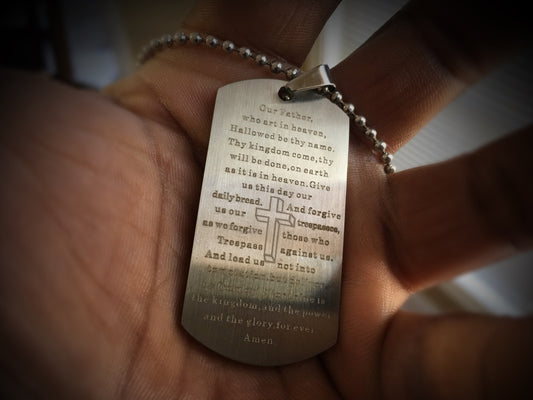 Our Father,
who art in heaven,
Hallowed be thy name.
Thy kingdom come,thy
will be done,on earth
as it is in heaven.Give
us this day our
daily bread. And forgive
us our trespasses,
as we forgive those who
Trespass against us.
And lead us not into
temptation,but
is
the kingdom,and the power
and the glory,for ever
Amen.